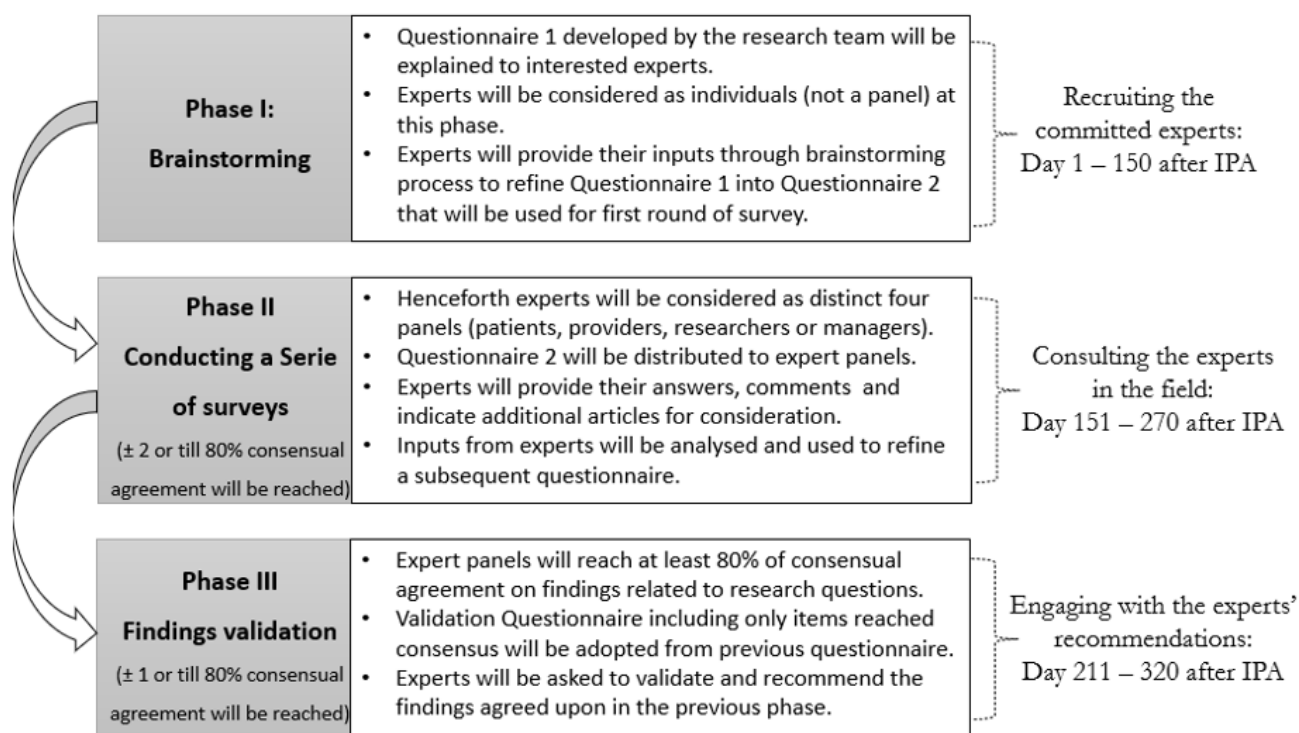 Phase I:
Brainstorming
• Questionnaire 1 developed by the research team will be
explained to interested experts.
• Experts will be considered as individuals (not a panel) at
this phase.
• Experts will provide their inputs through brainstorming
process to refine Questionnaire 1 into Questionnaire 2
that will be used for first round of survey.
Recruiting the
committed experts:
Day 1 – 150 after IPA
Phase II
Conducting a Serie
of surveys
(± 2 or till 80% consensual
agreement will be reached)
• Henceforth experts will be considered as distinct four
panels (patients, providers, researchers or managers).
• Questionnaire 2 will be distributed to expert panels.
• Experts will provide their answers, comments and
indicate additional articles for consideration.
• Inputs from experts will be analysed and used to refine
a subsequent questionnaire.
Consulting the experts
in the field:
Day 151 – 270 after IPA
Phase III
Findings validation
(± 1 or till 80% consensual
agreement will be reached)
• Expert panels will reach at least 80% of consensual
agreement on findings related to research questions.
• Validation Questionnaire including only items reached
consensus will be adopted from previous questionnaire.
• Experts will be asked to validate and recommend the
findings agreed upon in the previous phase.
Engaging with the experts’
recommendations:
Day 211 – 320 after IPA